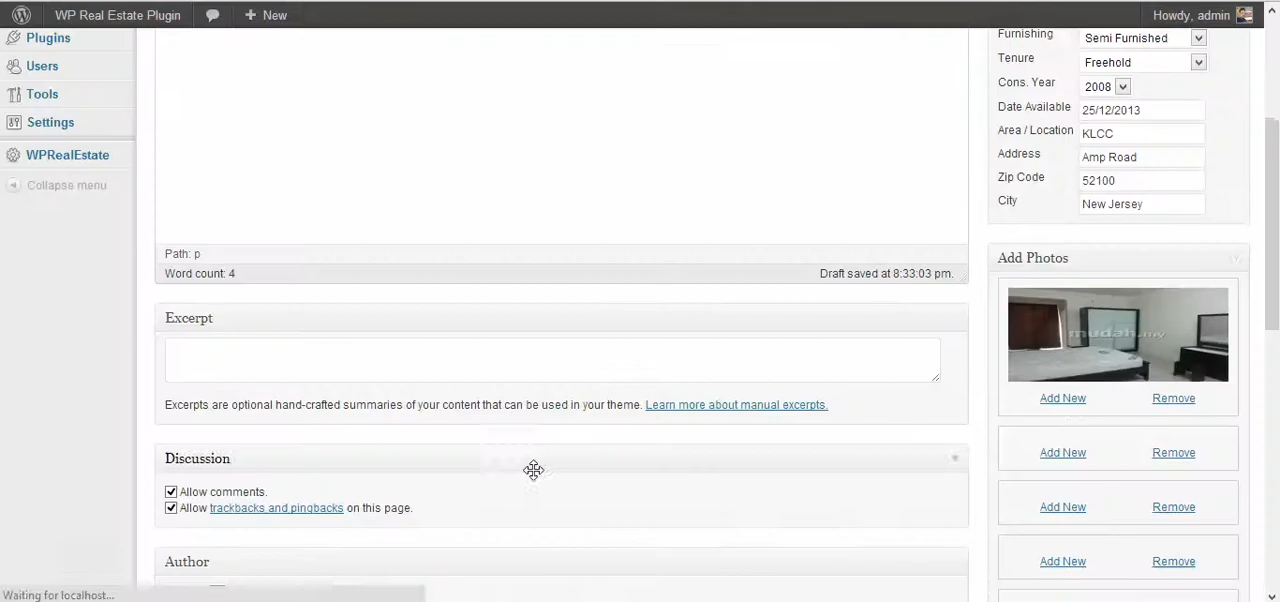 WP Real Estate Plugin
New
Howdy, admin
Plugins
Users
Tools
Settings
WPRealEstate
Collapse menu
Path: p
Word count: 4
Draft saved at 8:33:03 pm.
Excerpt
Excerpts are optional hand-crafted summaries of your content that can be used in your theme. Learn more about manual excerpts.
Discussion
Allow comments.
Allow trackbacks and pingbacks on this page.
Author
Furnishing Semi Furnished
Tenure Freehold
Cons. Year 2008
Date Available 25/12/2013
Area / Location KLCC
Address Amp Road
Zip Code 52100
City New Jersey
Add Photos
mudah.my
Add New Remove
Add New Remove
Add New Remove
Add New Remove
Waiting for localhost...